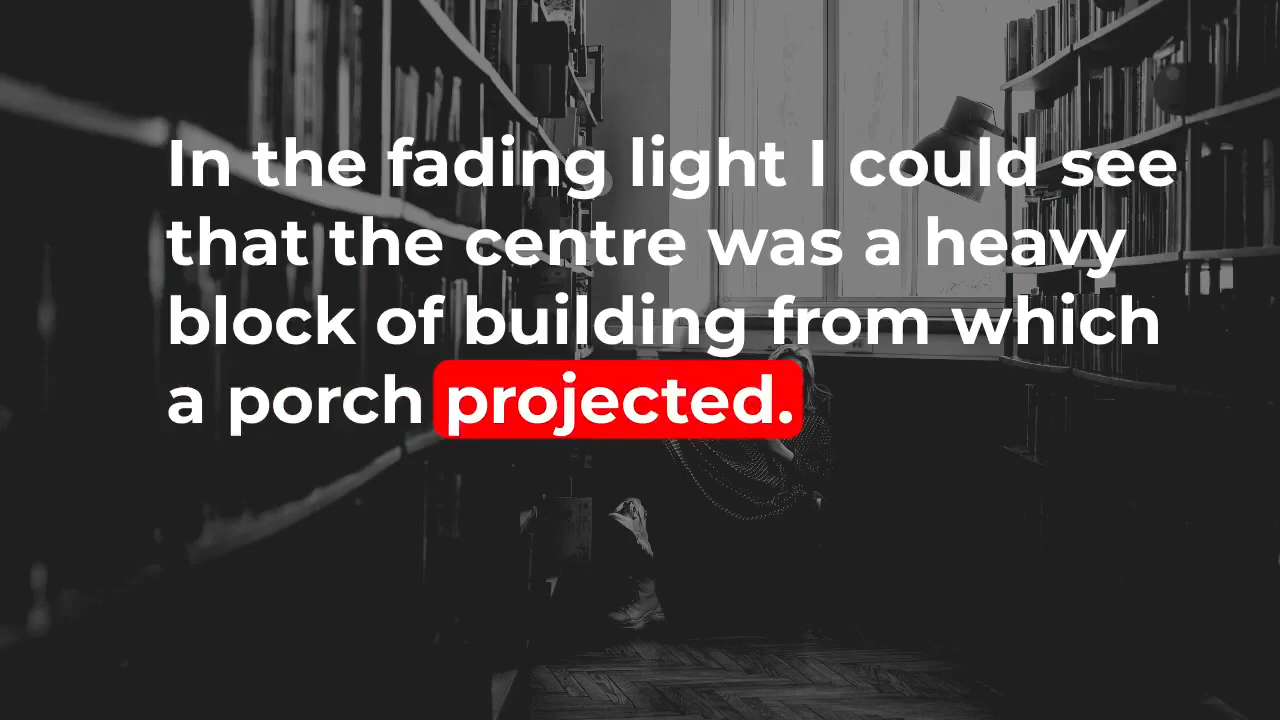 In the fading light I could see
that the centre was a heavy
block of building from which
a porch projected.